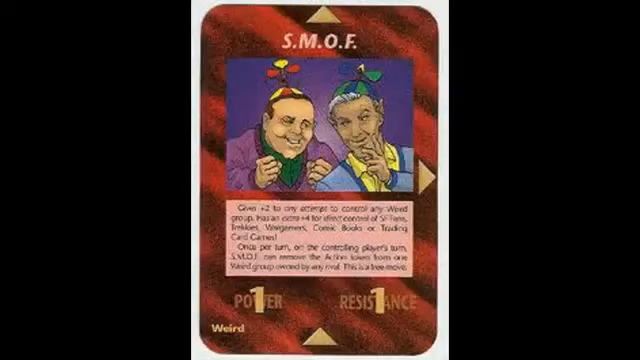 S.M.O.F.
Gives +2 to any attempt to control any Weird
group. Has an extra +4 for direct control of SF Fans,
Trekkies, Wargamers, Comic Books or Trading
Card Games!
Once per turn, on the controlling player's turn,
S.M.O.F. can remove the Action token from one
Weird group owned by any rival. This is a free move.
POWER 1 RESISTANCE 1
Weird